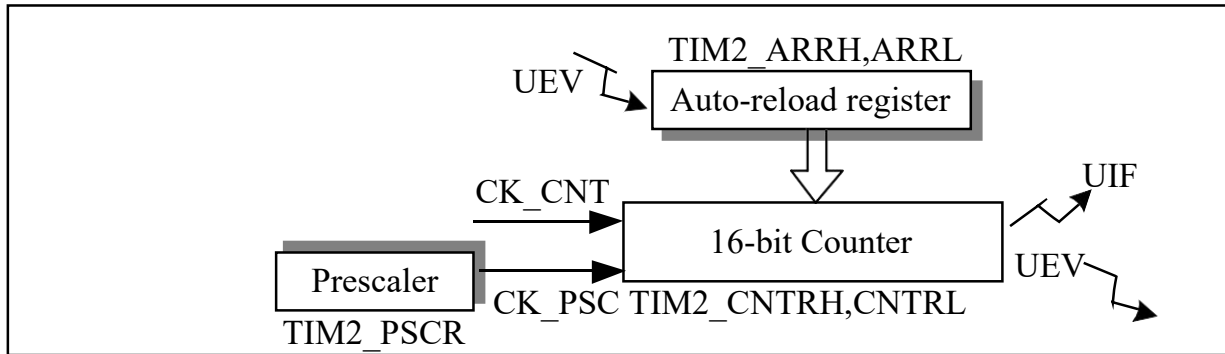 TIM2_ARRH,ARRL
UEV
Auto-reload register
CK_CNT
UIF
16-bit Counter
UEV
Prescaler
CK_PSC TIM2_CNTRH,CNTRL
TIM2_PSCR